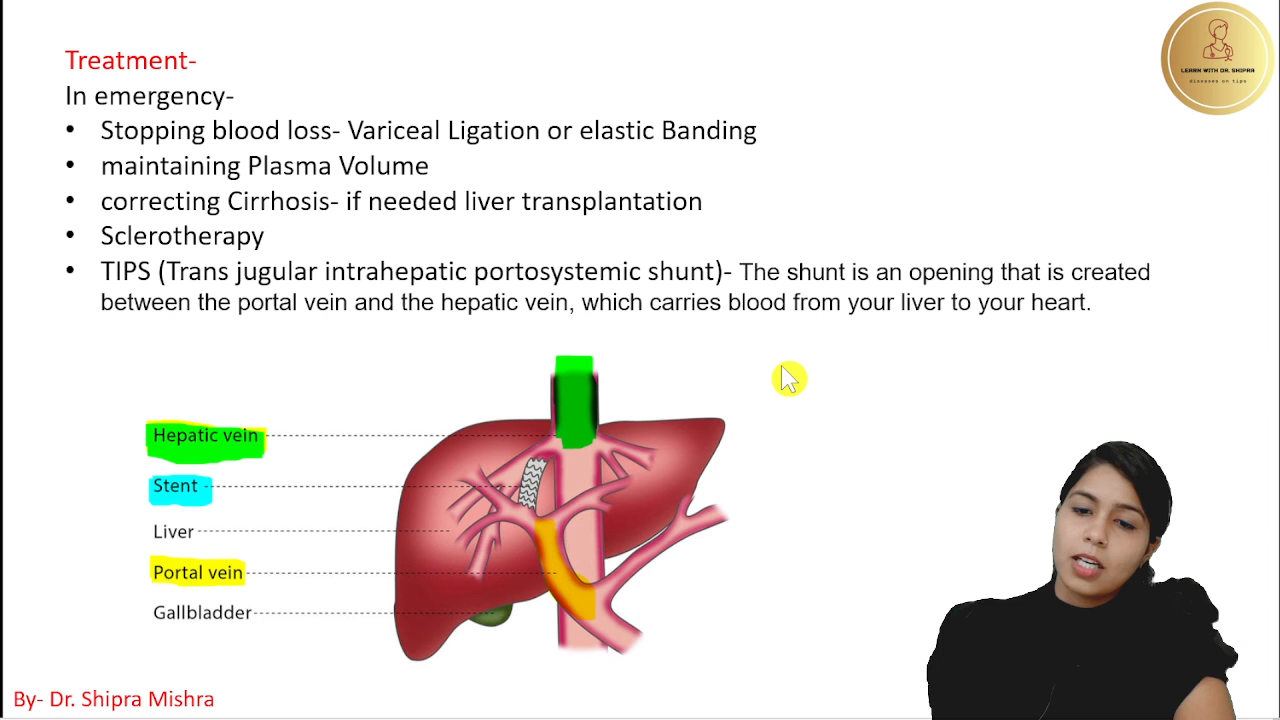 Treatment-
In emergency-
• Stopping blood loss- Variceal Ligation or elastic Banding
• maintaining Plasma Volume
• correcting Cirrhosis- if needed liver transplantation
• Sclerotherapy
• TIPS (Trans jugular intrahepatic portosystemic shunt)- The shunt is an opening that is created
between the portal vein and the hepatic vein, which carries blood from your liver to your heart.
LEARN WITH DR. SHIPRA
diseases on tips
Hepatic vein
Stent
Liver
Portal vein
Gallbladder
By- Dr. Shipra Mishra